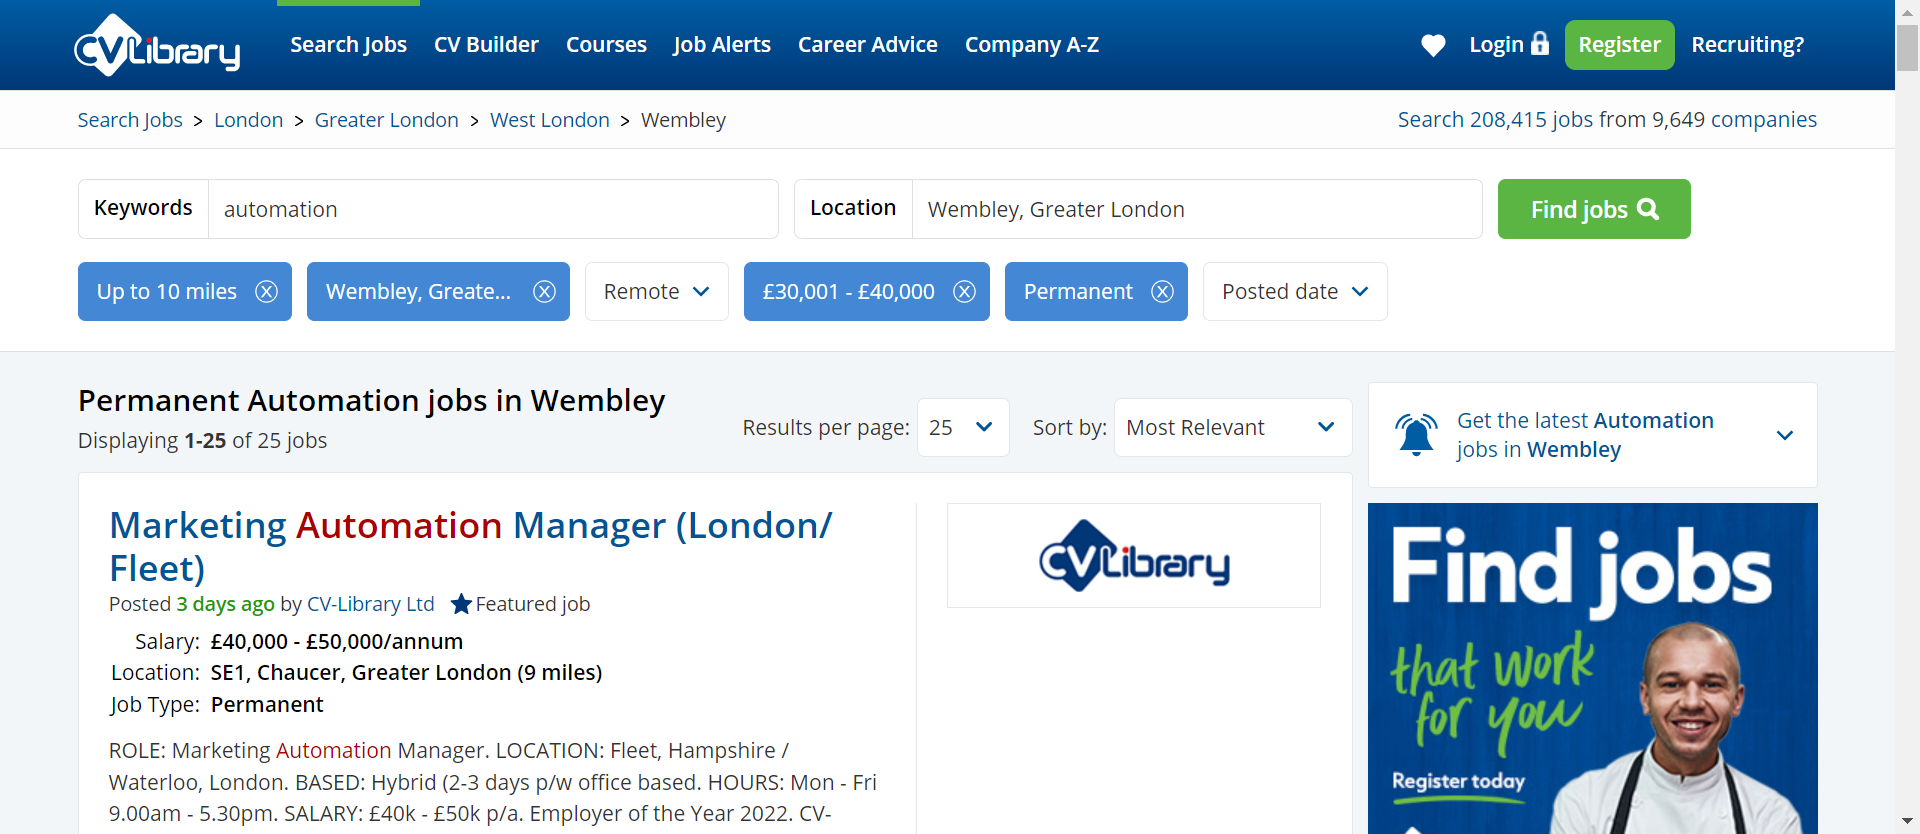 CVLibrary
Search Jobs
CV Builder
Courses
Job Alerts
Career Advice
Company A-Z
Login
Register
Recruiting?
Search Jobs > London > Greater London > West London > Wembley
Search 208,415 jobs from 9,649 companies
Keywords
automation
Location
Wembley, Greater London
Find jobs
Up to 10 miles
Wembley, Greate...
Remote
£30,001 - £40,000
Permanent
Posted date
Permanent Automation jobs in Wembley
Displaying 1-25 of 25 jobs
Results per page: 25
Sort by: Most Relevant
Marketing Automation Manager (London/
Fleet)
Posted 3 days ago by CV-Library Ltd Featured job
Salary: £40,000 - £50,000/annum
Location: SE1, Chaucer, Greater London (9 miles)
Job Type: Permanent
ROLE: Marketing Automation Manager. LOCATION: Fleet, Hampshire /
Waterloo, London. BASED: Hybrid (2-3 days p/w office based. HOURS: Mon - Fri
9.00am - 5.30pm. SALARY: £40k - £50k p/a. Employer of the Year 2022. CV-
CVLibrary
Get the latest Automation
jobs in Wembley
Find jobs
that work
for you
Register today